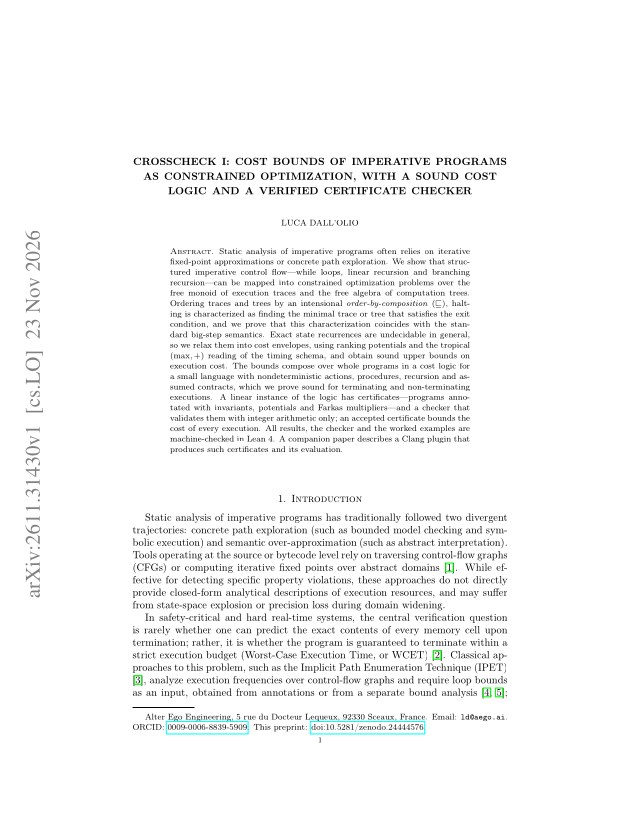 arXiv:2611.31430v1 [cs.LO] 23 Nov 2026
CROSSCHECK I: COST BOUNDS OF IMPERATIVE PROGRAMS
AS CONSTRAINED OPTIMIZATION, WITH A SOUND COST
LOGIC AND A VERIFIED CERTIFICATE CHECKER
LUCA DALL'OLIO
Abstract. Static analysis of imperative programs often relies on iterative
fixed-point approximations or concrete path exploration. We show that struc-
tured imperative control flow—while loops, linear recursion and branching
recursion—can be mapped into constrained optimization problems over the
free monoid of execution traces and the free algebra of computation trees.
Ordering traces and trees by an intensional order-by-composition (⊑), halt-
ing is characterized as finding the minimal trace or tree that satisfies the exit
condition, and we prove that this characterization coincides with the stan-
dard big-step semantics. Exact state recurrences are undecidable in general,
so we relax them into cost envelopes, using ranking potentials and the tropical
(max, +) reading of the timing schema, and obtain sound upper bounds on
execution cost. The bounds compose over whole programs in a cost logic for
a small language with nondeterministic actions, procedures, recursion and as-
sumed contracts, which we prove sound for terminating and non-terminating
executions. A linear instance of the logic has certificates—programs anno-
tated with invariants, potentials and Farkas multipliers—and a checker that
validates them with integer arithmetic only; an accepted certificate bounds the
cost of every execution. All results, the checker and the worked examples are
machine-checked in Lean 4. A companion paper describes a Clang plugin that
produces such certificates and its evaluation.
1. Introduction
Static analysis of imperative programs has traditionally followed two divergent
trajectories: concrete path exploration (such as bounded model checking and sym-
bolic execution) and semantic over-approximation (such as abstract interpretation).
Tools operating at the source or bytecode level rely on traversing control-flow graphs
(CFGs) or computing iterative fixed points over abstract domains [1]. While ef-
fective for detecting specific property violations, these approaches do not directly
provide closed-form analytical descriptions of execution resources, and may suffer
from state-space explosion or precision loss during domain widening.
In safety-critical and hard real-time systems, the central verification question
is rarely whether one can predict the exact contents of every memory cell upon
termination; rather, it is whether the program is guaranteed to terminate within a
strict execution budget (Worst-Case Execution Time, or WCET) [2]. Classical ap-
proaches to this problem, such as the Implicit Path Enumeration Technique (IPET)
[3], analyze execution frequencies over control-flow graphs and require loop bounds
as an input, obtained from annotations or from a separate bound analysis [4, 5];
Alter Ego Engineering, 5 rue du Docteur Lequeux, 92330 Sceaux, France. Email: ld@aego.ai.
ORCID: 0009-0006-8839-5909. This preprint: doi:10.5281/zenodo.24444576.
1